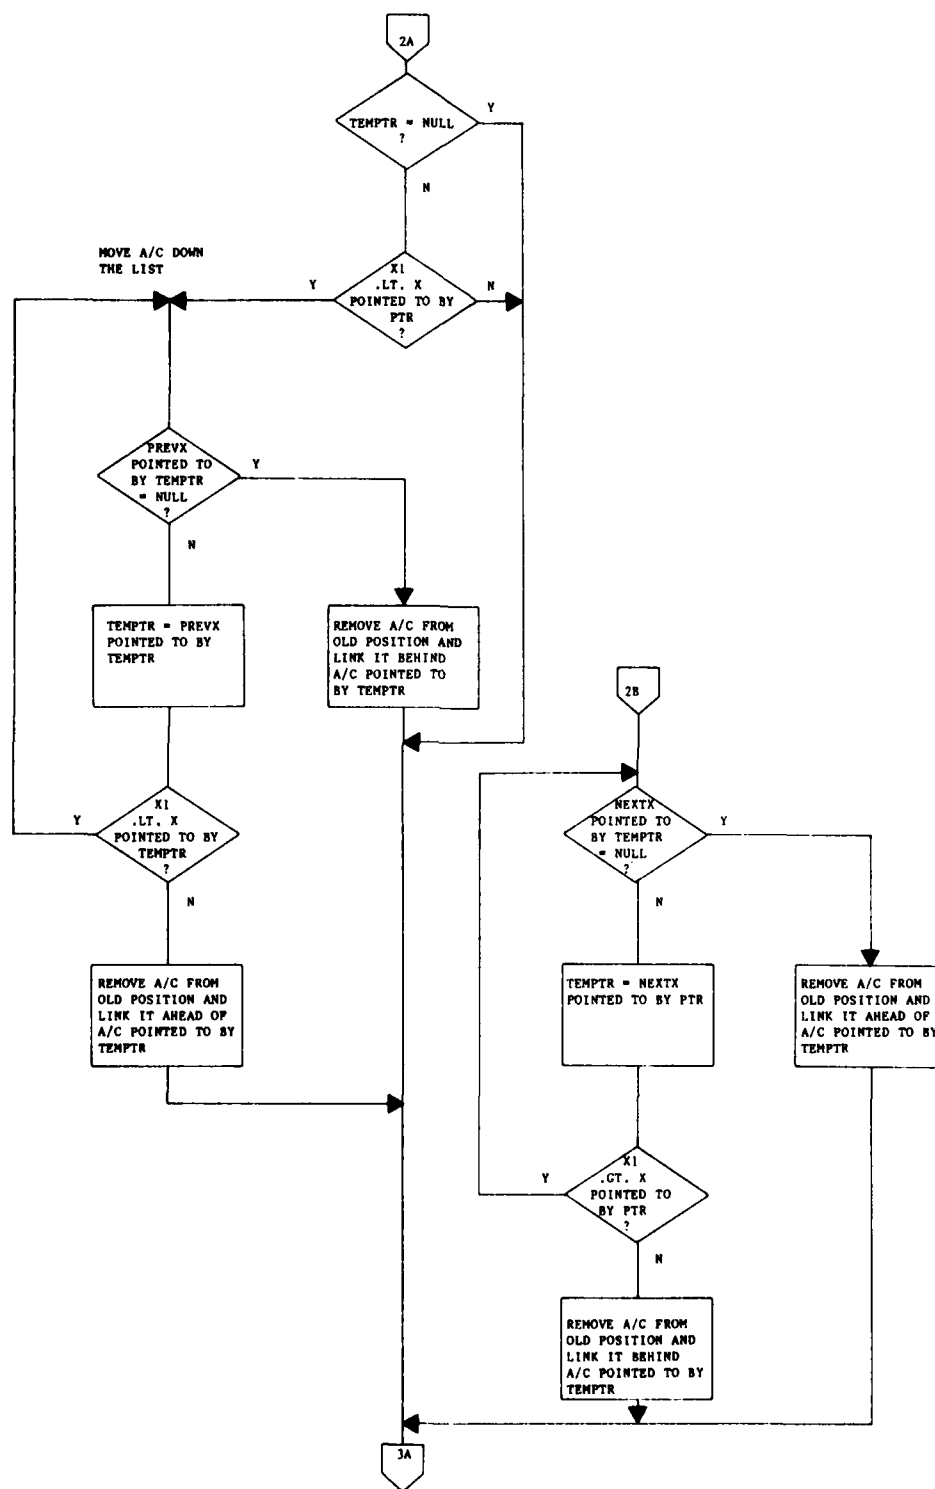 2A
TEMPTR = NULL
?
Y
N
MOVE A/C DOWN
THE LIST
Y
X1
.LT. X
POINTED TO BY
PTR
?
N
PREVX
POINTED TO
BY TEMPTR
= NULL
?
Y
N
TEMPTR = PREVX
POINTED TO BY
TEMPTR
REMOVE A/C FROM
OLD POSITION AND
LINK IT BEHIND
A/C POINTED TO
BY TEMPTR
Y
X1
.LT. X
POINTED TO BY
TEMPTR
?
N
REMOVE A/C FROM
OLD POSITION AND
LINK IT AHEAD OF
A/C POINTED TO BY
TEMPTR
2B
NEXTX
POINTED TO
BY TEMPTR
= NULL
?
Y
N
TEMPTR = NEXTX
POINTED TO BY PTR
REMOVE A/C FROM
OLD POSITION AND
LINK IT AHEAD OF
A/C POINTED TO BY
TEMPTR
Y
X1
.GT. X
POINTED TO
BY PTR
?
N
REMOVE A/C FROM
OLD POSITION AND
LINK IT BEHIND
A/C POINTED TO BY
TEMPTR
3A